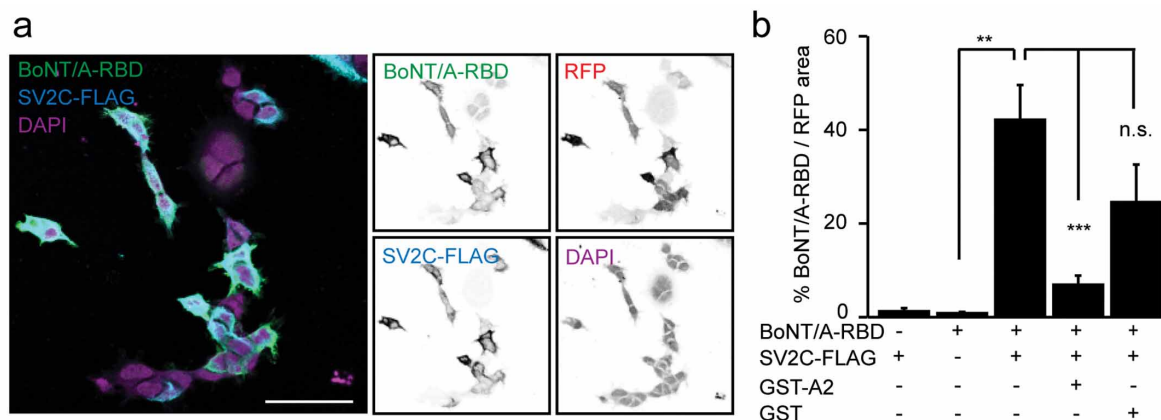 a
BoNT/A-RBD
SV2C-FLAG
DAPI
BoNT/A-RBD
RFP
SV2C-FLAG
DAPI
b
% BoNT/A-RBD / RFP area
60
40
20
0
**
***
n.s.
BoNT/A-RBD - + + + +
SV2C-FLAG + - + + +
GST-A2 - - - + -
GST - - - - +